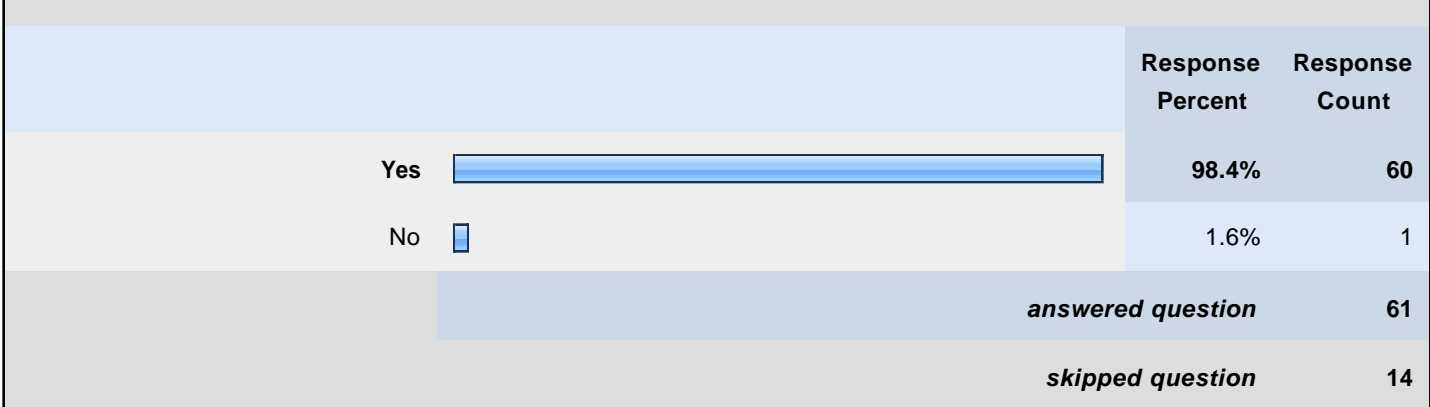 Response Response
Percent Count
Yes 98.4% 60
No 1.6% 1
answered question 61
skipped question 14